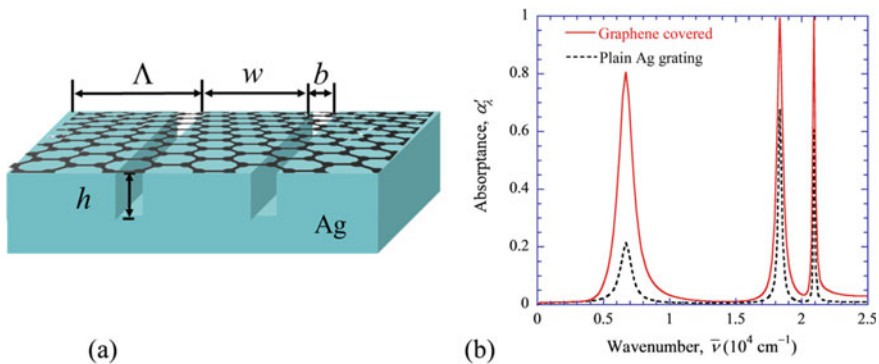 Λ
w
b
h
Ag
(a)
Absorptance, α′λ
1
0.8
0.6
0.4
0.2
0
Graphene covered
Plain Ag grating
0 0.5 1 1.5 2 2.5
Wavenumber, ν̄ (10⁴ cm⁻¹)
(b)